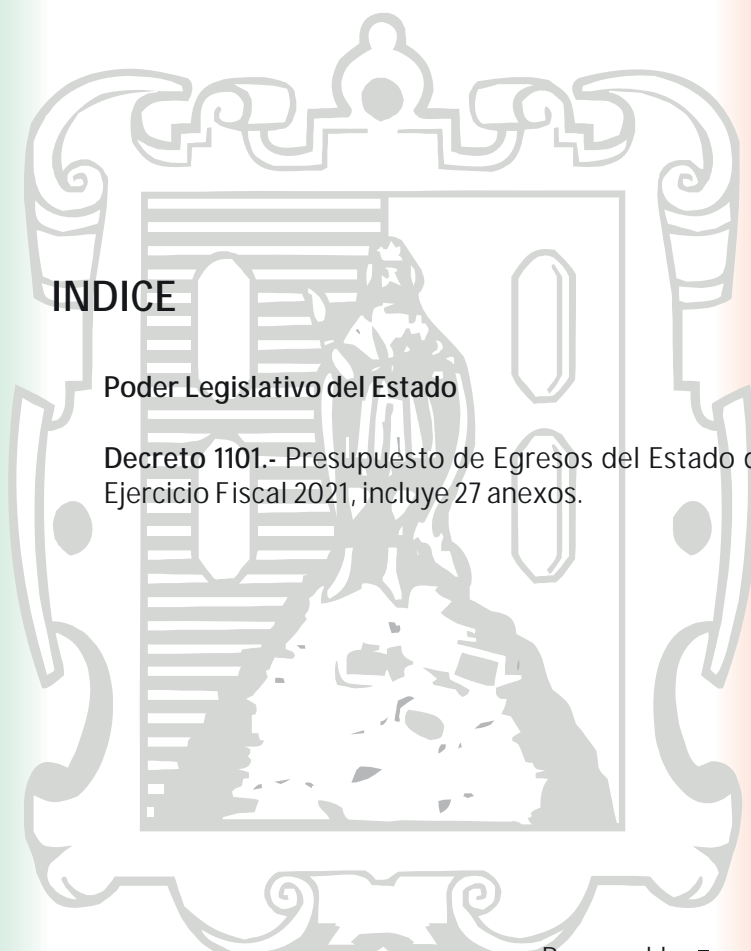 INDICE
Poder Legislativo del Estado
Decreto 1101.- Presupuesto de Egresos del Estado
Ejercicio Fiscal 2021, incluye 27 anexos.